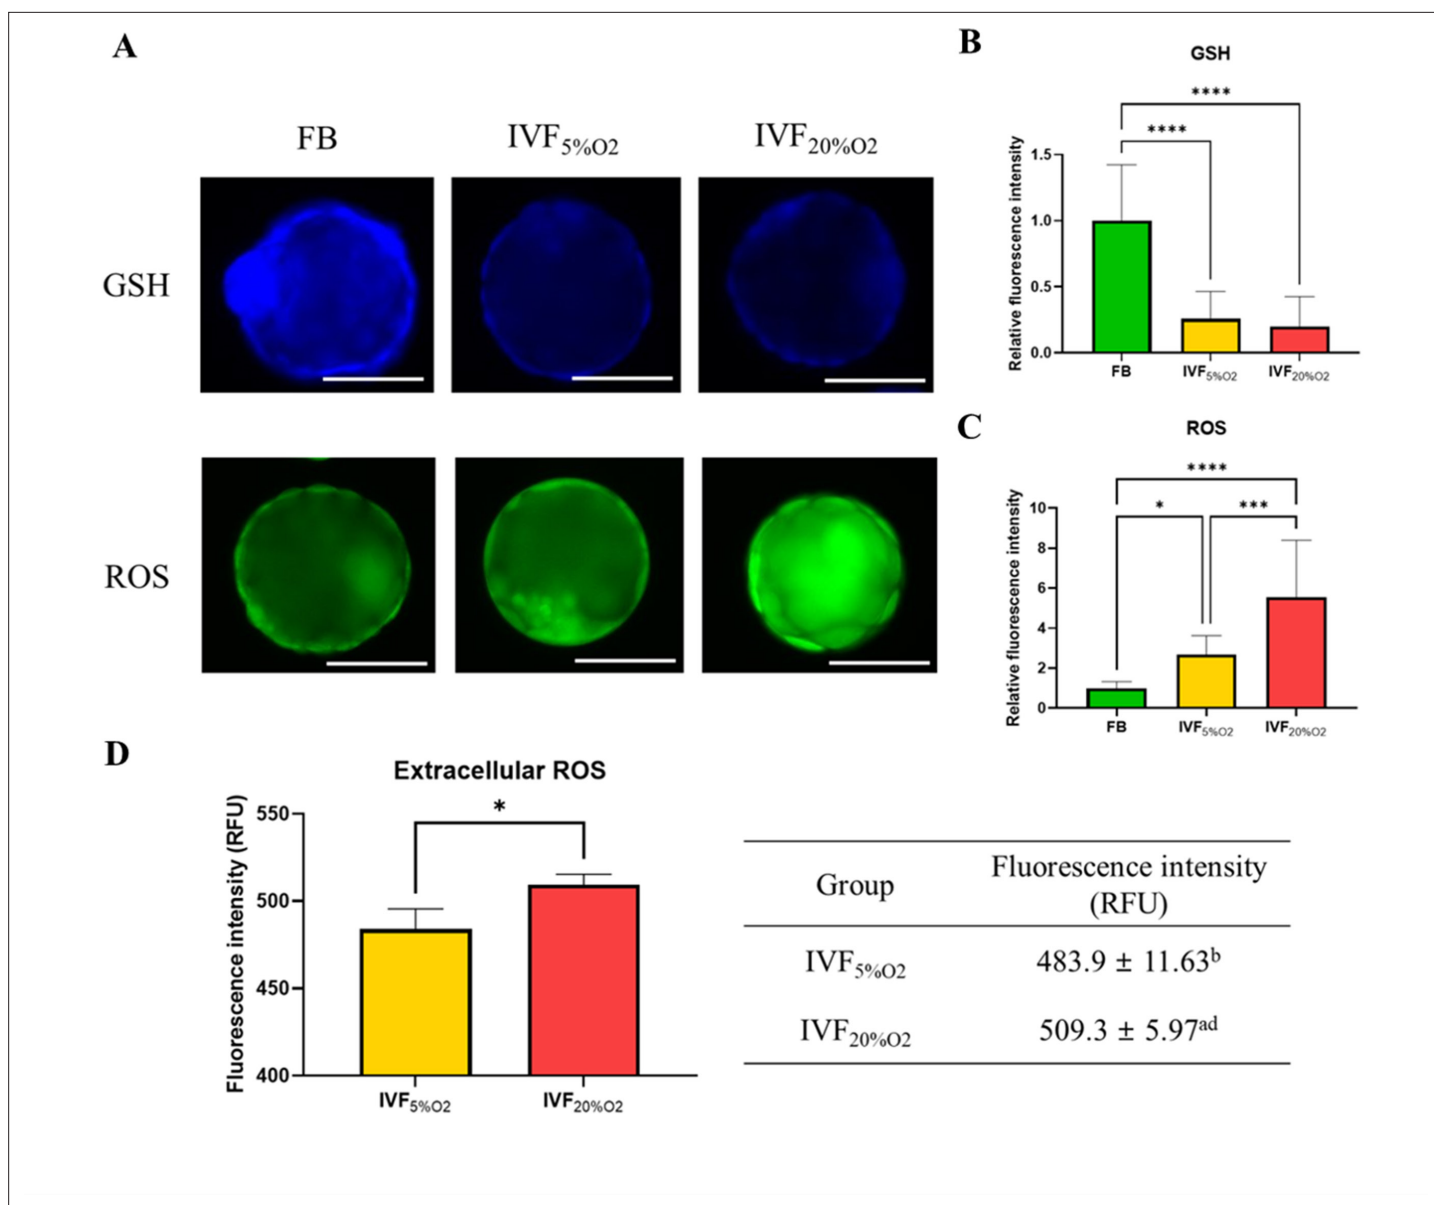 A
FB
IVF5%O2
IVF20%O2
GSH
ROS
B
GSH
****
****
Relative fluorescence intensity
1.5
1.0
0.5
0.0
FB
IVF5%O2
IVF20%O2
C
ROS
****
*
***
Relative fluorescence intensity
10
8
6
4
2
0
FB
IVF5%O2
IVF20%O2
D
Extracellular ROS
*
Fluorescence intensity (RFU)
550
500
450
400
IVF5%O2
IVF20%O2
Group
Fluorescence intensity
(RFU)
IVF5%O2
483.9 ± 11.63b
IVF20%O2
509.3 ± 5.97ad